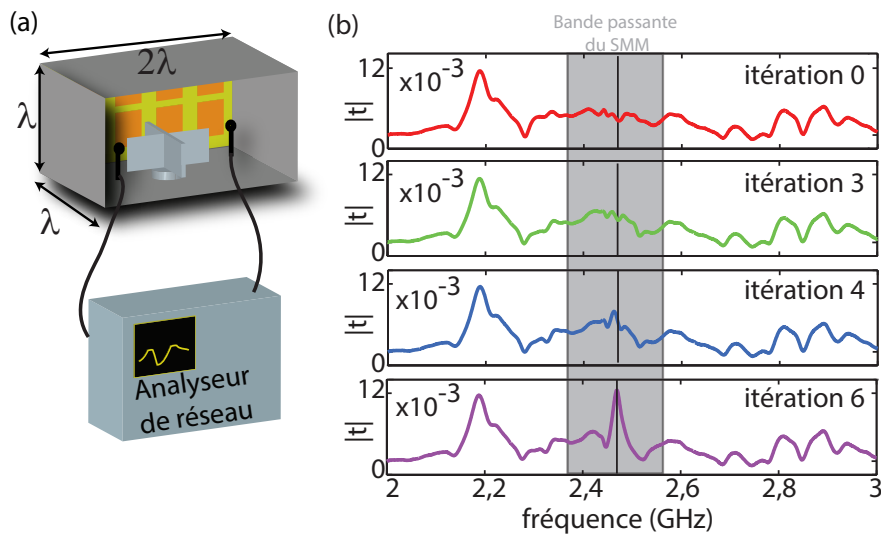 (a)
2λ
λ
λ
Analyseur
de réseau
(b)
Bande passante
du SMM
12
x10-3
itération 0
|t|
0
12
x10-3
itération 3
|t|
0
12
x10-3
itération 4
|t|
0
12
x10-3
itération 6
|t|
0
2
2,2
2,4
2,6
2,8
3
fréquence (GHz)